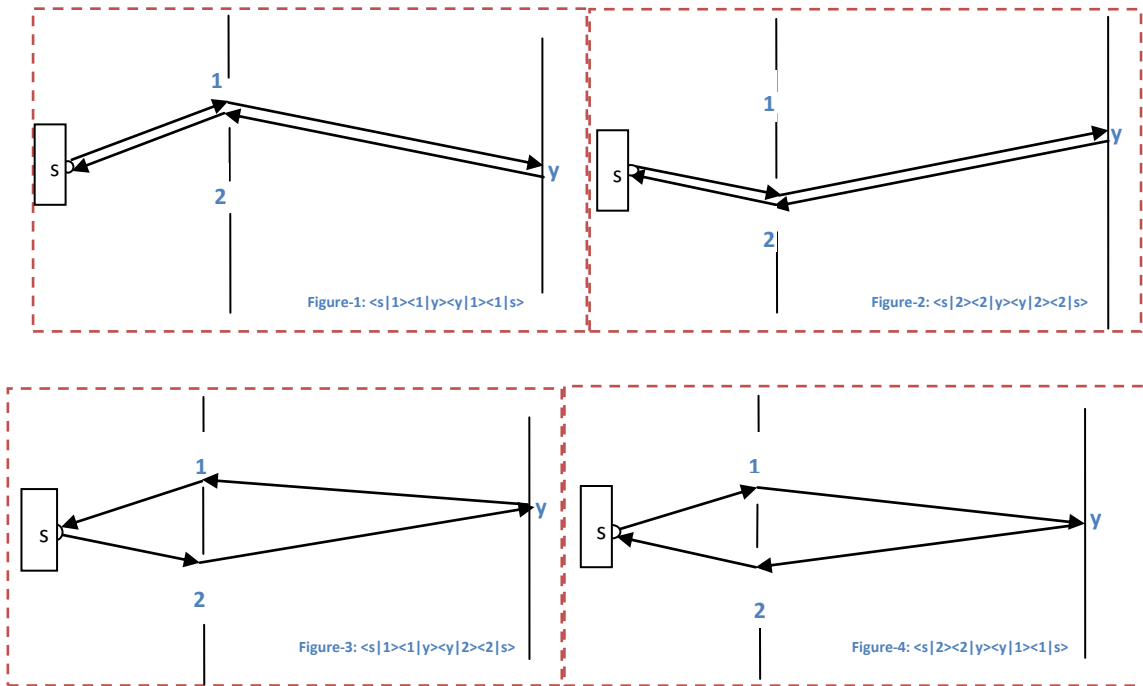 1
s
y
2
Figure-1: <s|1><1|y><y|1><1|s>
1
y
s
2
Figure-2: <s|2><2|y><y|2><2|s>
1
y
s
2
Figure-3: <s|1><1|y><y|2><2|s>
1
y
s
2
Figure-4: <s|2><2|y><y|1><1|s>